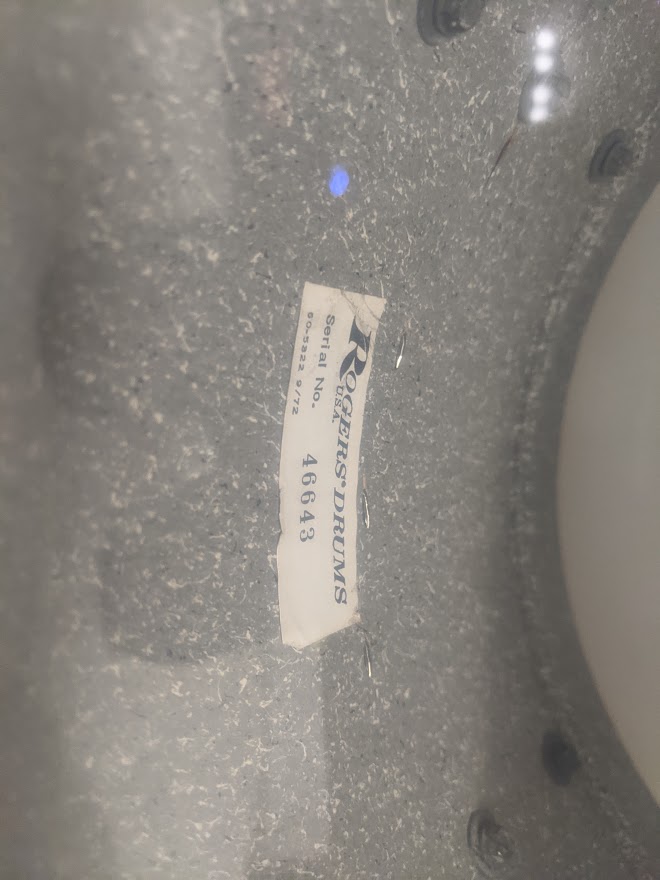 ROGERS® DRUMS
U.S.A.
Serial No. 46643
60-5322 9/72